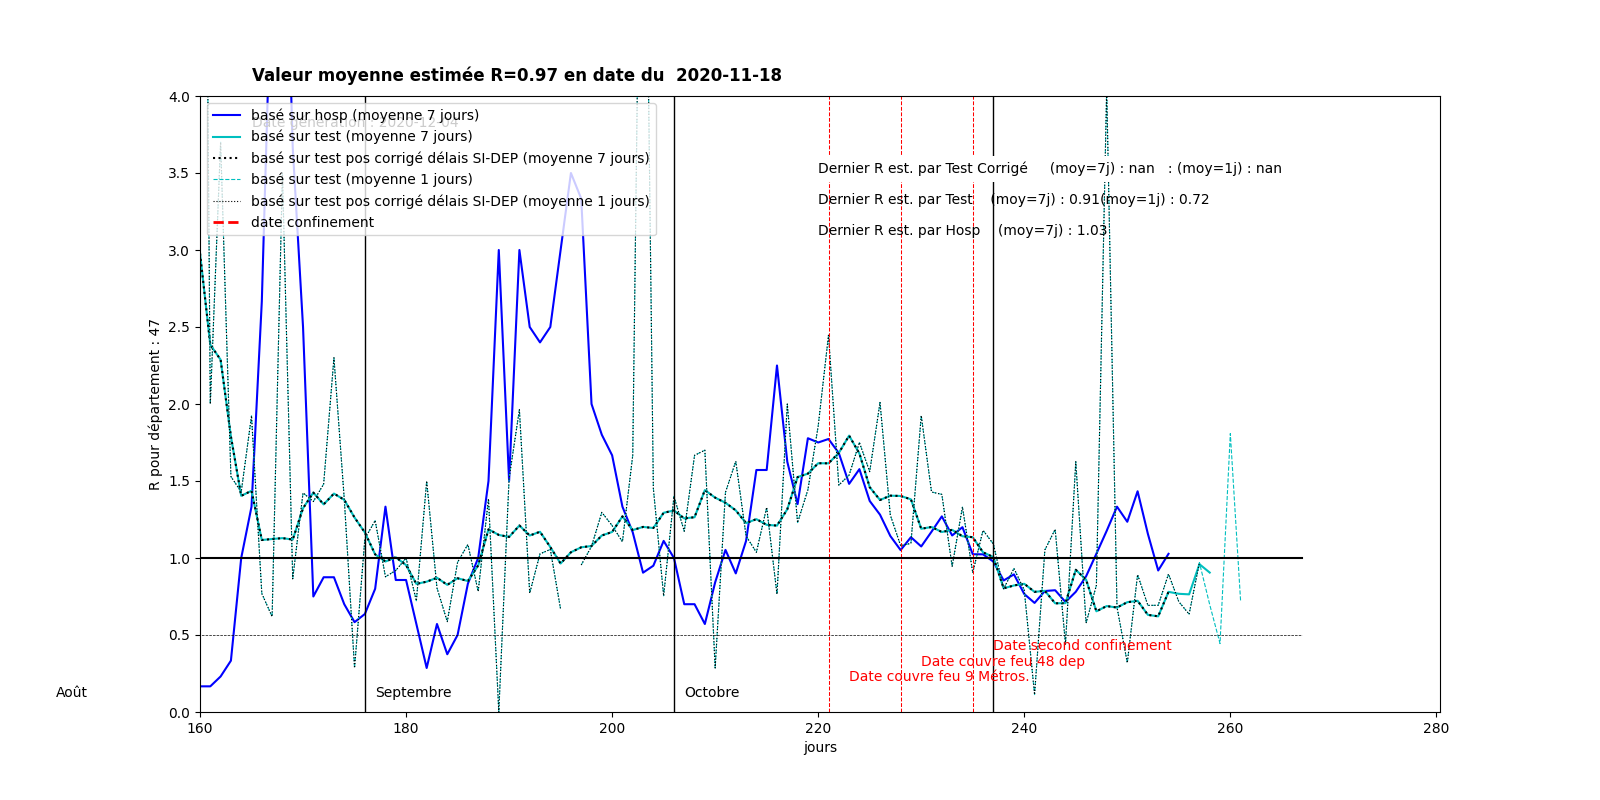 Valeur moyenne estimée R=0.97 en date du  2020-11-18
Date génération : 2020-12-04
basé sur hosp (moyenne 7 jours)
basé sur test (moyenne 7 jours)
basé sur test pos corrigé délais SI-DEP (moyenne 7 jours)
basé sur test (moyenne 1 jours)
basé sur test pos corrigé délais SI-DEP (moyenne 1 jours)
date confinement
Dernier R est. par Test Corrigé     (moy=7j) : nan   : (moy=1j) : nan
Dernier R est. par Test    (moy=7j) : 0.91(moy=1j) : 0.72
Dernier R est. par Hosp    (moy=7j) : 1.03
R pour département : 47
4.0
3.5
3.0
2.5
2.0
1.5
1.0
0.5
0.0
Date second confinement
Date couvre feu 48 dep
Date couvre feu 9 Métros.
Août
Septembre
Octobre
160
180
200
220
240
260
280
jours